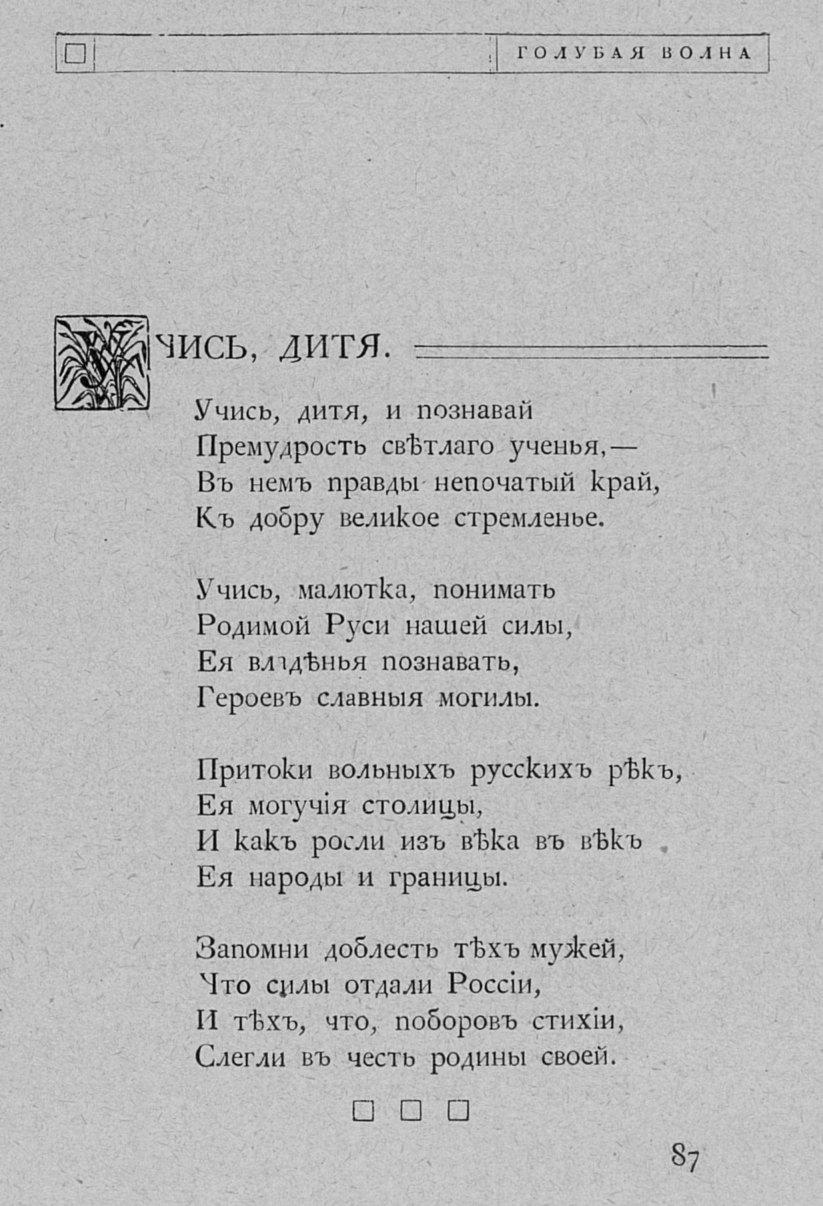 ГОЛУБАЯ ВОЛНА
УЧИСЬ, ДИТЯ.
Учись, дитя, и познавай
Премудрость свѣтлаго ученья,—
Въ немъ правды непочатый край,
Къ добру великое стремленье.
Учись, малютка, понимать
Родимой Руси нашей силы,
Ея владѣнья познавать,
Героевъ славныя могилы.
Притоки вольныхъ русскихъ рѣкъ,
Ея могучія столицы,
И какъ росли изъ вѣка въ вѣкъ
Ея народы и границы.
Запомни доблесть тѣхъ мужей,
Что силы отдали Россіи,
И тѣхъ, что, поборовъ стихіи,
Слегли въ честь родины своей.
87